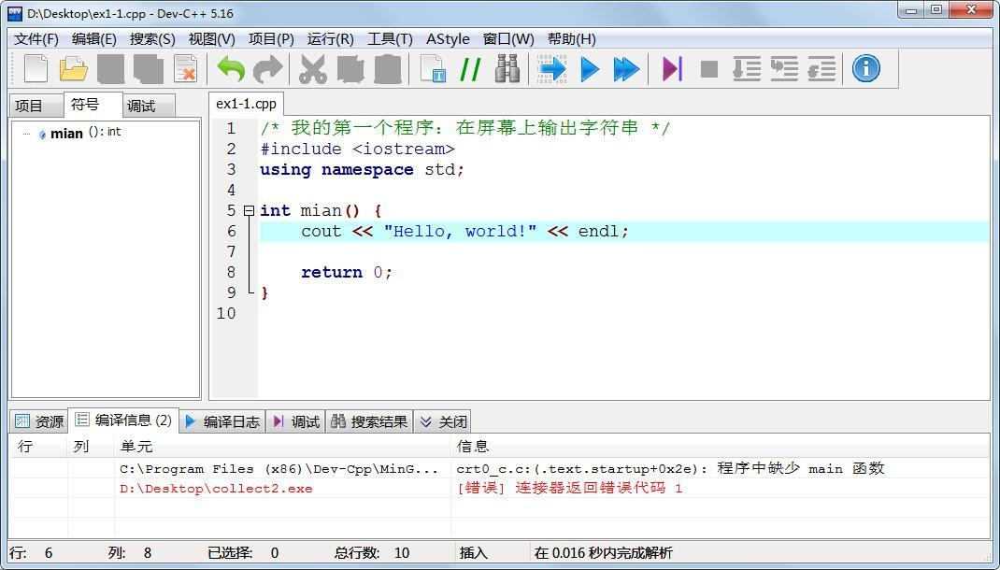 D:\Desktop\ex1-1.cpp - Dev-C++ 5.16
文件(F) 编辑(E) 搜索(S) 视图(V) 项目(P) 运行(R) 工具(T) AStyle 窗口(W) 帮助(H)
项目 符号 调试
ex1-1.cpp
mian (): int
1 /* 我的第一个程序: 在屏幕上输出字符串 */
2 #include <iostream>
3 using namespace std;
4
5 int mian() {
6 cout << "Hello, world!" << endl;
7
8 return 0;
9 }
10
资源 编译信息 (2) 编译日志 调试 搜索结果 关闭
行 列 单元 信息
C:\Program Files (x86)\Dev-Cpp\MinG... crt0_c.c:(.text.startup+0x2e): 程序中缺少 main 函数
D:\Desktop\collect2.exe [错误] 连接器返回错误代码 1
行: 6 列: 8 已选择: 0 总行数: 10 插入 在 0.016 秒内完成解析